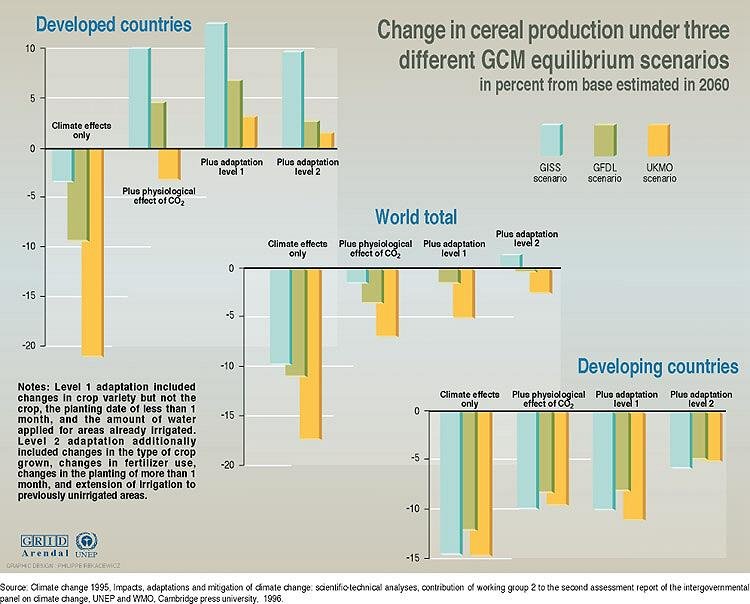 Developed countries
Change in cereal production under three
different GCM equilibrium scenarios
in percent from base estimated in 2060
GISS
scenario
GFDL
scenario
UKMO
scenario
10
5
0
-5
-10
-15
-20
Climate effects
only
Plus physiological
effect of CO2
Plus adaptation
level 1
Plus adaptation
level 2
World total
Climate effects
only
Plus physiological
effect of CO2
Plus adaptation
level 1
Plus adaptation
level 2
0
-5
-10
-15
-20
Developing countries
Climate effects
only
Plus physiological
effect of CO2
Plus adaptation
level 1
Plus adaptation
level 2
0
-5
-10
-15
Notes: Level 1 adaptation included
changes in crop variety but not the
crop, the planting date of less than 1
month, and the amount of water
applied for areas already irrigated.
Level 2 adaptation additionally
included changes in the type of crop
grown, changes in fertilizer use,
changes in the planting of more than 1
month, and extension of irrigation to
previously unirrigated areas.
GRID
Arendal
UNEP
GRAPHIC DESIGN : PHILIPPE REKACEWICZ
Source: Climate change 1995, Impacts, adaptations and mitigation of climate change: scientific-technical analyses, contribution of working group 2 to the second assessment report of the intergovernmental
panel on climate change, UNEP and WMO, Cambridge press university, 1996.